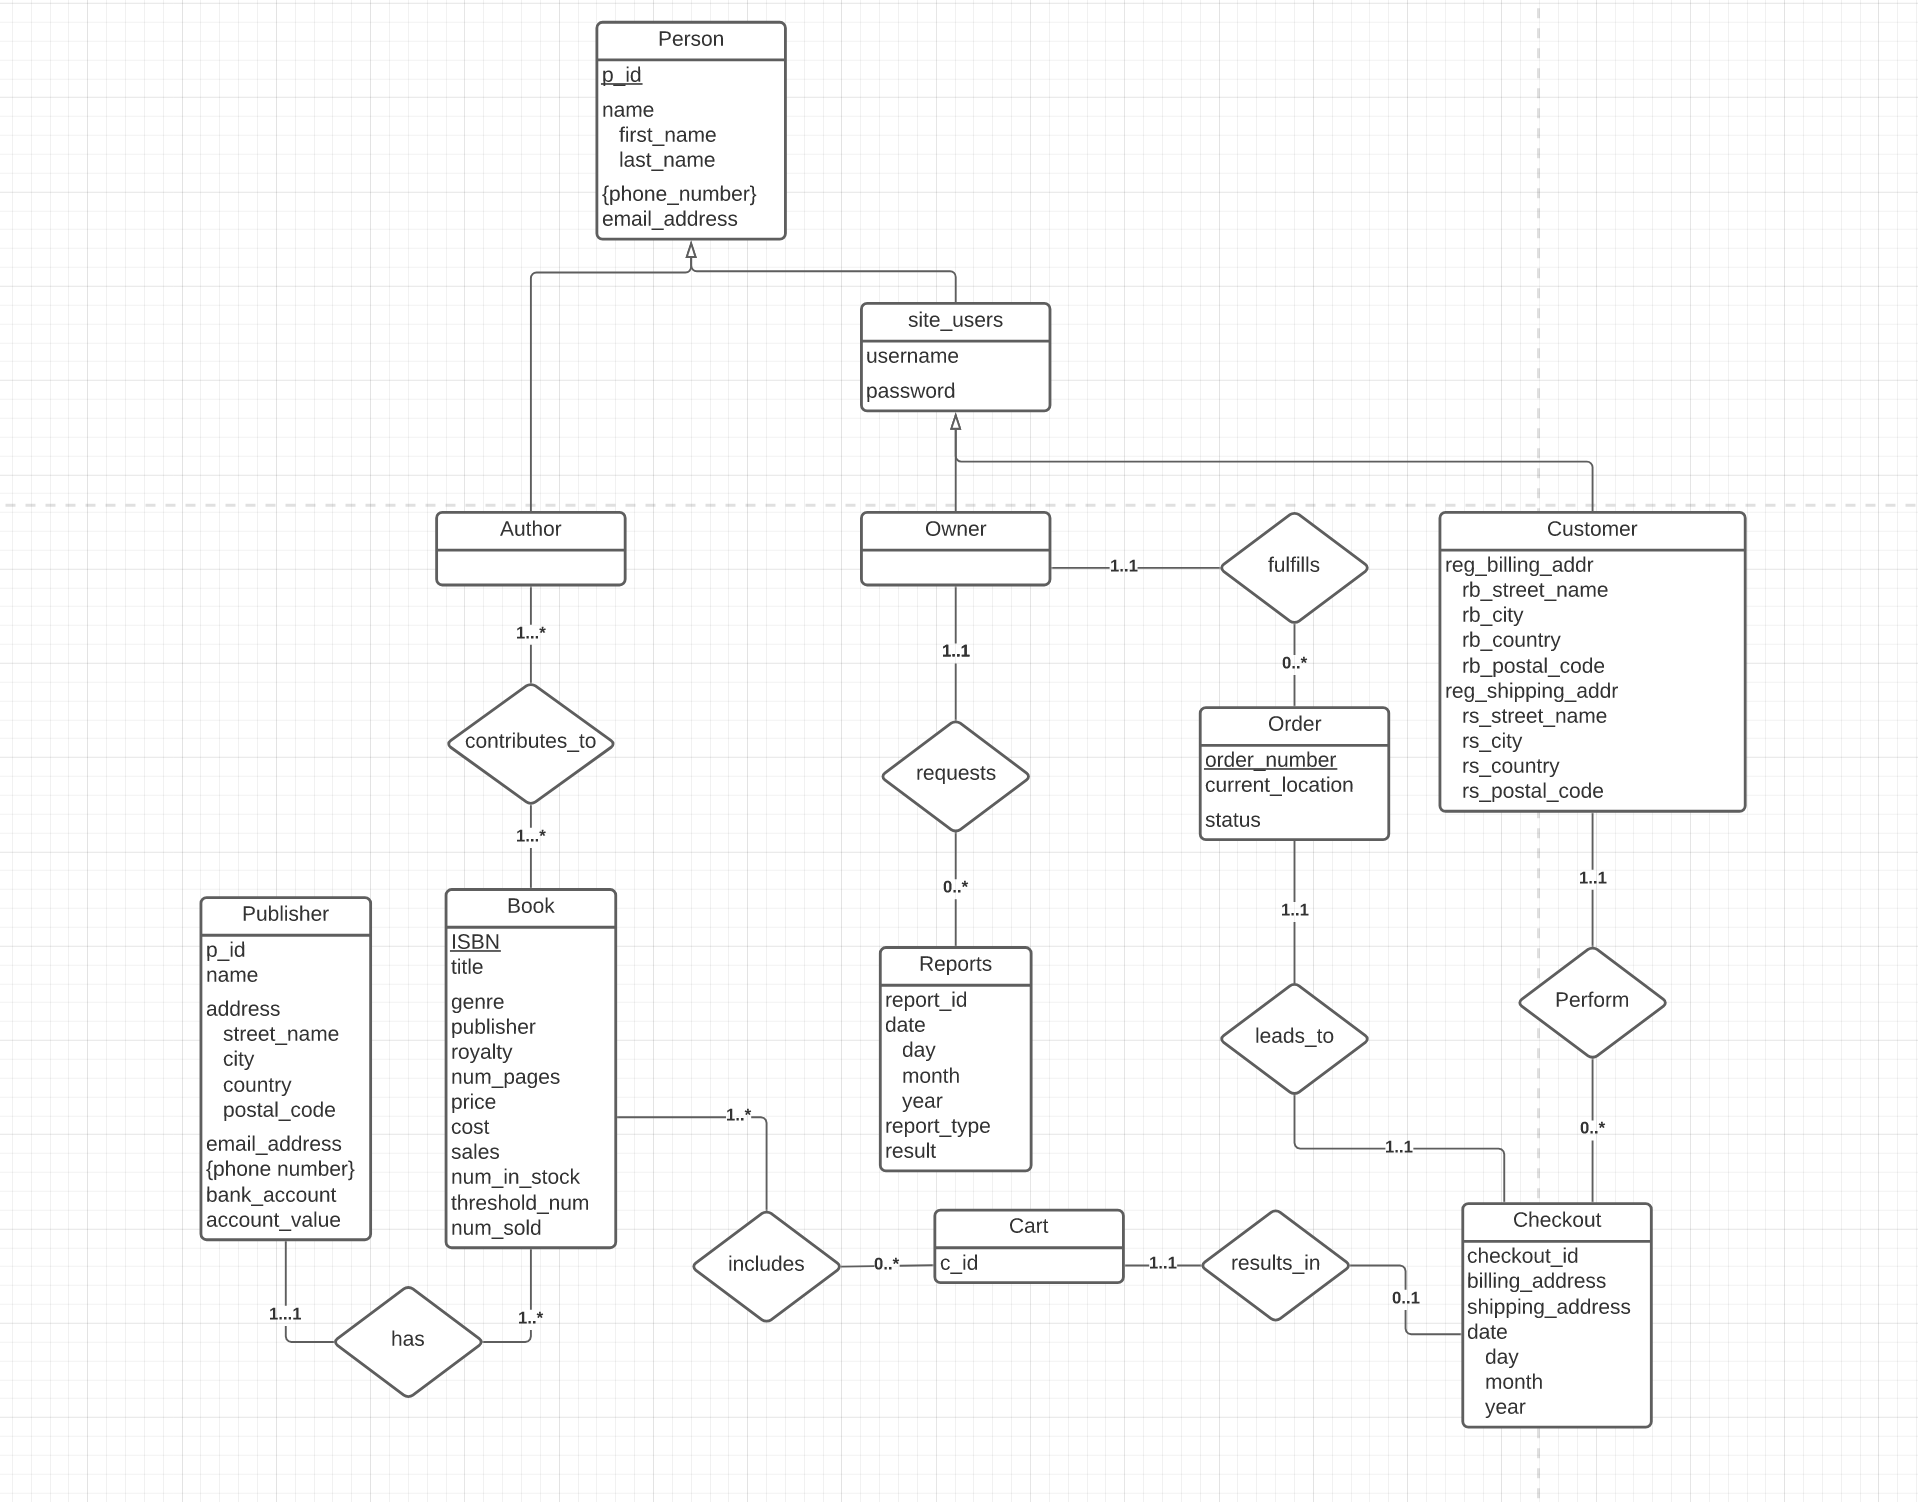 Person
p_id
name
first_name
last_name
{phone_number}
email_address
site_users
username
password
Author
Owner
1..1
fulfills
Customer
reg_billing_addr
rb_street_name
rb_city
rb_country
rb_postal_code
reg_shipping_addr
rs_street_name
rs_city
rs_country
rs_postal_code
1...*
1..1
0..*
contributes_to
requests
Order
order_number
current_location
status
1...*
0..*
1..1
1..1
Publisher
p_id
name
address
street_name
city
country
postal_code
email_address
{phone number}
bank_account
account_value
Book
ISBN
title
genre
publisher
royalty
num_pages
price
cost
sales
num_in_stock
threshold_num
num_sold
Reports
report_id
date
day
month
year
report_type
result
leads_to
Perform
1..*
1..1
0..*
includes
0..*
Cart
c_id
1..1
results_in
0..1
Checkout
checkout_id
billing_address
shipping_address
date
day
month
year
1...1
has
1..*